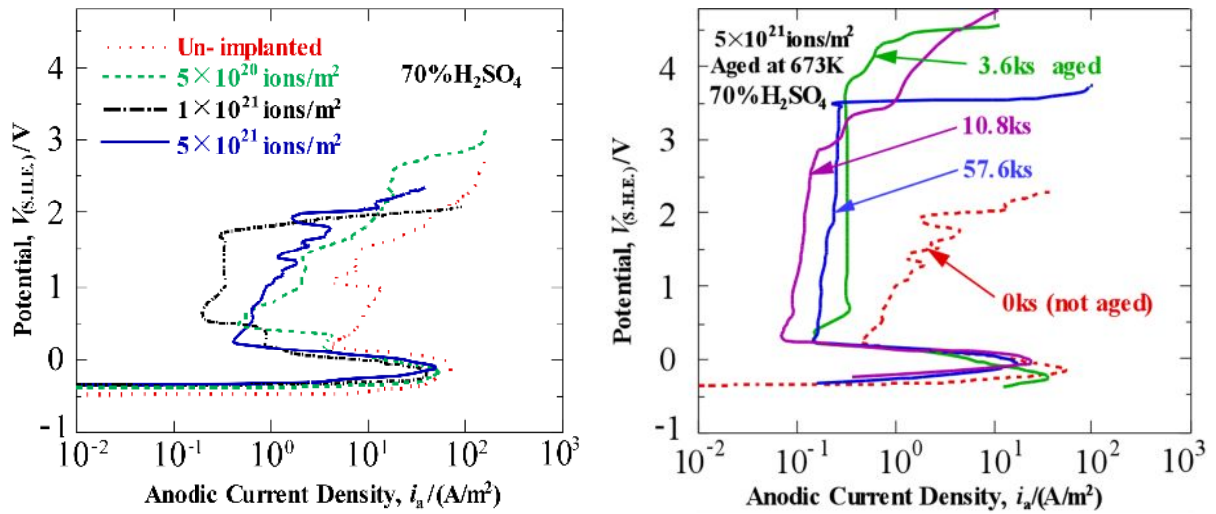 Un- implanted
5×10²⁰ ions/m²
1×10²¹ ions/m²
5×10²¹ ions/m²
70%H₂SO₄
4
3
2
1
0
-1
Potential, V(S.H.E.)/V
10⁻² 10⁻¹ 10⁰ 10¹ 10² 10³
Anodic Current Density, iₐ/(A/m²)
5×10²¹ions/m²
Aged at 673K
70%H₂SO₄
3.6ks aged
10.8ks
57.6ks
0ks (not aged)
4
3
2
1
0
-1
Potential, V(S.H.E.)/V
10⁻² 10⁻¹ 10⁰ 10¹ 10² 10³
Anodic Current Density, iₐ/(A/m²)